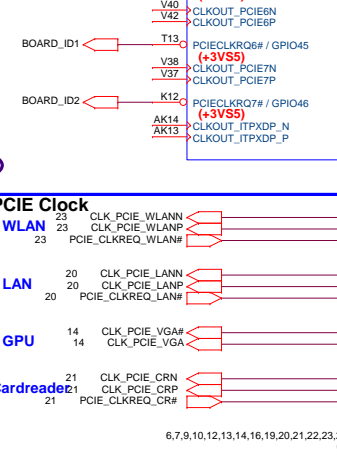 V40 CLKOUT_PCIE6N
V42 CLKOUT_PCIE6P
BOARD_ID1 T13 PCIECLKRQ6# / GPIO45
(+3VS5)
V38 CLKOUT_PCIE7N
V37 CLKOUT_PCIE7P
BOARD_ID2 K12 PCIECLKRQ7# / GPIO46
(+3VS5)
AK14 CLKOUT_ITPXDP_N
AK13 CLKOUT_ITPXDP_P
PCIE Clock
23 CLK_PCIE_WLANN
WLAN 23 CLK_PCIE_WLANP
23 PCIE_CLKREQ_WLAN#
20 CLK_PCIE_LANN
LAN 20 CLK_PCIE_LANP
20 PCIE_CLKREQ_LAN#
14 CLK_PCIE_VGA#
GPU 14 CLK_PCIE_VGA
21 CLK_PCIE_CRN
Cardreader 21 CLK_PCIE_CRP
21 PCIE_CLKREQ_CR#
6,7,9,10,12,13,14,16,19,20,21,22,23,